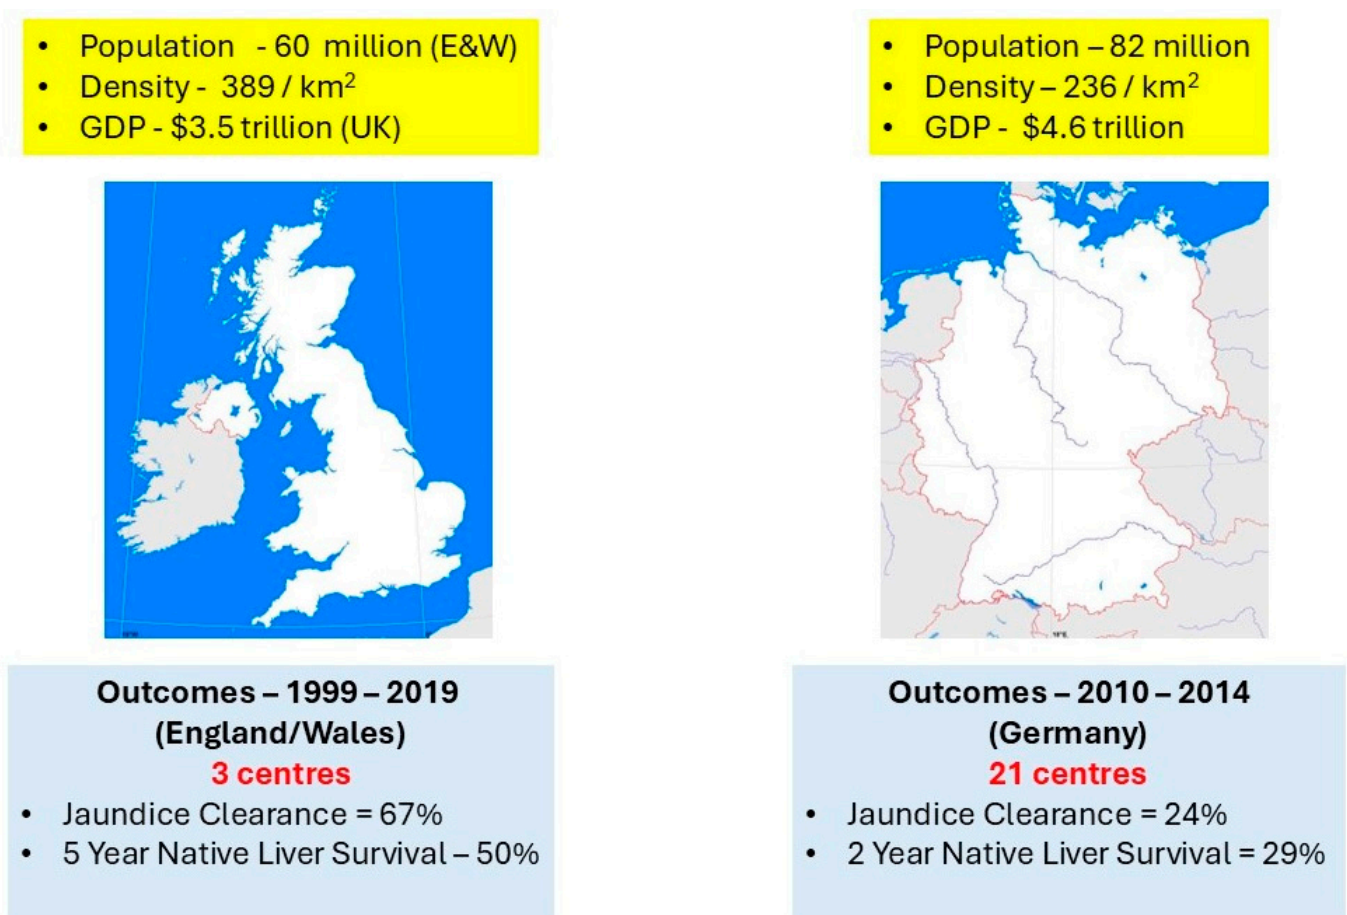 • Population - 60 million (E&W)
• Density - 389 / km²
• GDP - $3.5 trillion (UK)
• Population – 82 million
• Density – 236 / km²
• GDP - $4.6 trillion
Outcomes – 1999 – 2019
(England/Wales)
3 centres
• Jaundice Clearance = 67%
• 5 Year Native Liver Survival – 50%
10°E
Outcomes – 2010 – 2014
(Germany)
21 centres
• Jaundice Clearance = 24%
• 2 Year Native Liver Survival = 29%